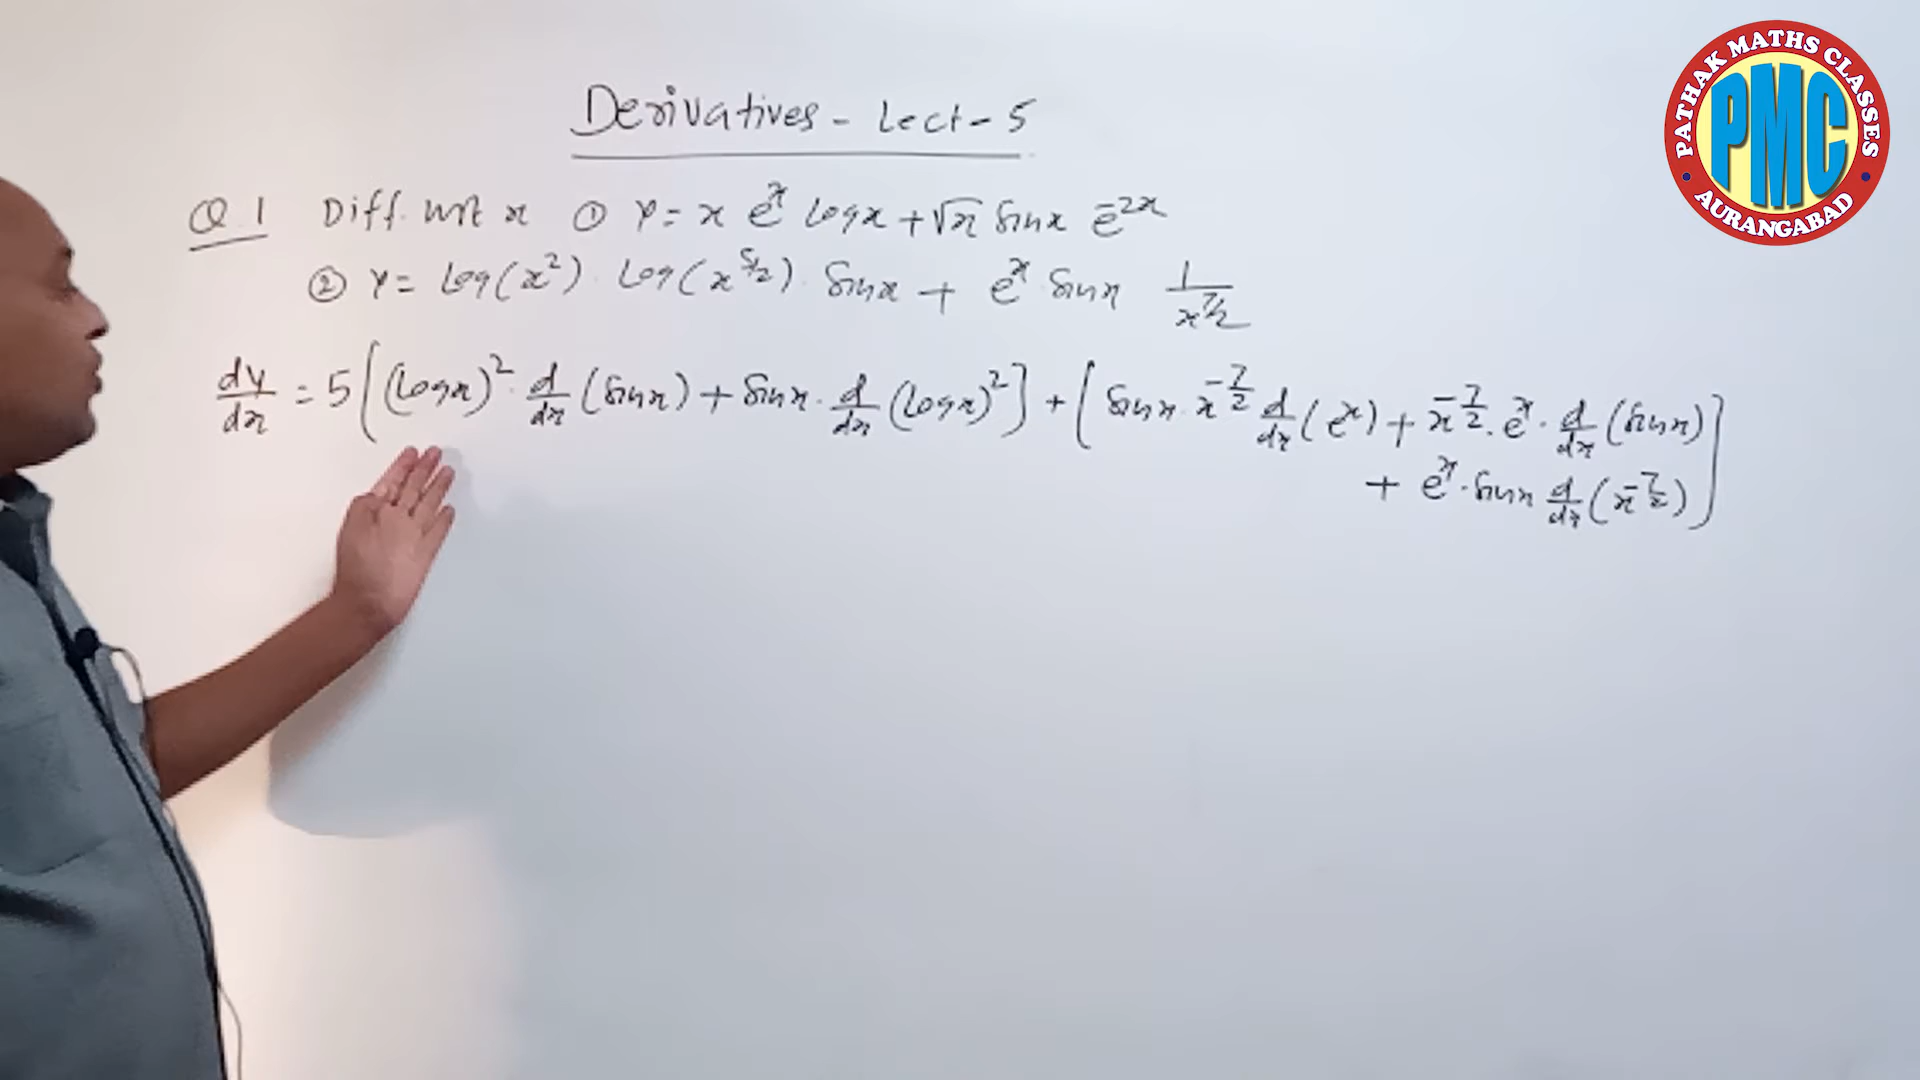 Derivatives - Lect - 5
Q.1 Diff. wrt x ① y = x e^x log x + √x sin x e^-2x
② y = log(x^2) · log(x^5/2) · sin x + e^x · sin x 1/x^7/2
dy/dx = 5 [(log x)^2 · d/dx (sin x) + sin x · d/dx (log x)^2] + [sin x · x^-7/2 d/dx (e^x) + x^-7/2 · e^x · d/dx (sin x)
+ e^x · sin x d/dx (x^-7/2)]
PATHAK MATHS CLASSES
PMC
AURANGABAD